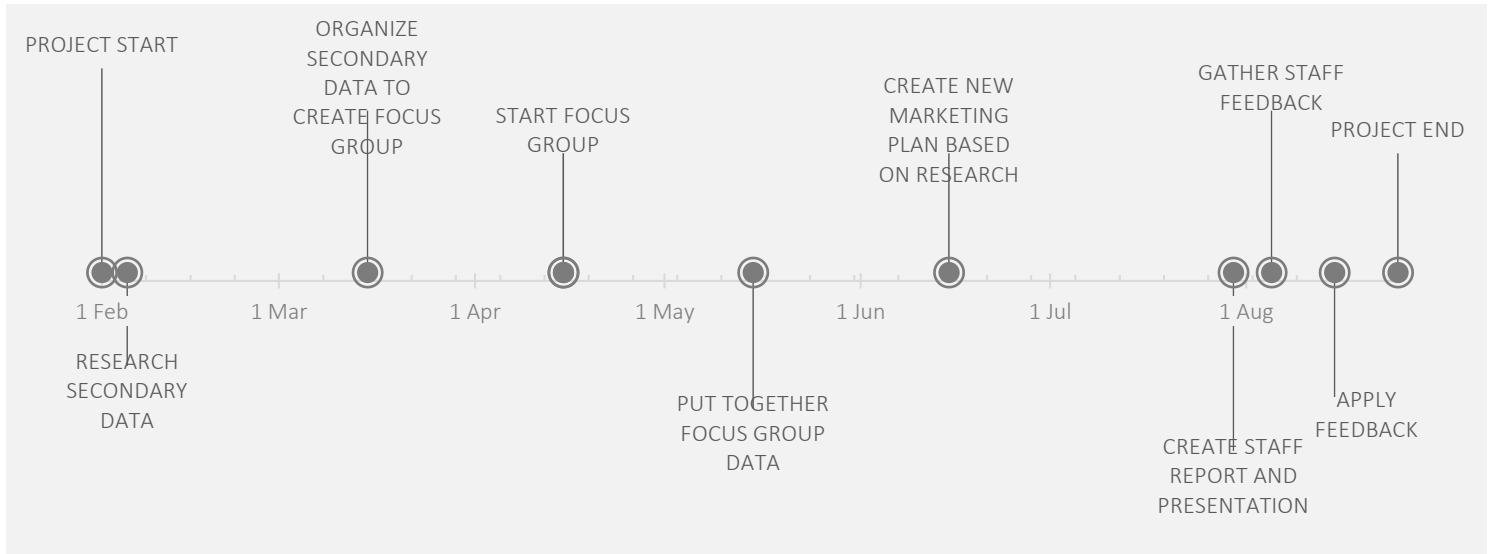 PROJECT START
ORGANIZE
SECONDARY
DATA TO
CREATE FOCUS
GROUP
START FOCUS
GROUP
CREATE NEW
MARKETING
PLAN BASED
ON RESEARCH
GATHER STAFF
FEEDBACK
PROJECT END
1 Feb
1 Mar
1 Apr
1 May
1 Jun
1 Jul
1 Aug
RESEARCH
SECONDARY
DATA
PUT TOGETHER
FOCUS GROUP
DATA
CREATE STAFF
REPORT AND
PRESENTATION
APPLY
FEEDBACK